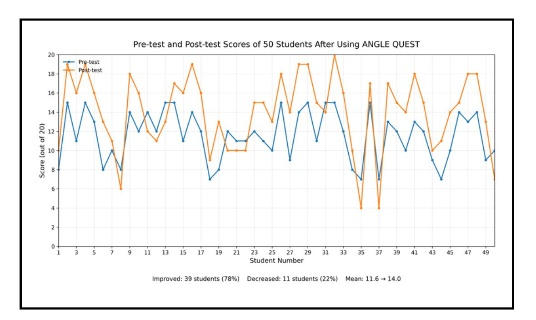 Pre-test and Post-test Scores of 50 Students After Using ANGLE QUEST
Pre-test
Post-test
Score (out of 20)
20
18
16
14
12
10
8
6
4
2
0
1 3 5 7 9 11 13 15 17 19 21 23 25 27 29 31 33 35 37 39 41 43 45 47 49
Student Number
Improved: 39 students (78%) Decreased: 11 students (22%) Mean: 11.6 → 14.0